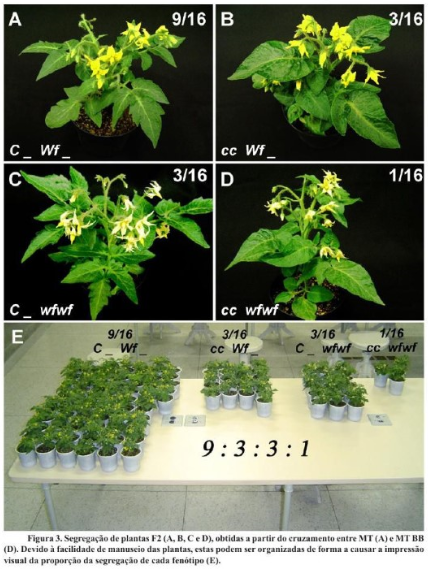 A 9/16
C _ Wf _
B 3/16
cc Wf _
C 3/16
C _ wfwf
D 1/16
cc wfwf
E
9/16 3/16 3/16 1/16
C _ Wf _ cc Wf _ C _ wfwf cc wfwf
9 : 3 : 3 : 1
Figura 3. Segregação de plantas F2 (A, B, C e D), obtidas a partir do cruzamento entre MT (A) e MT BB
(D). Devido à facilidade de manuseio das plantas, estas podem ser organizadas de forma a causar a impressão
visual da proporção da segregação de cada fenótipo (E).